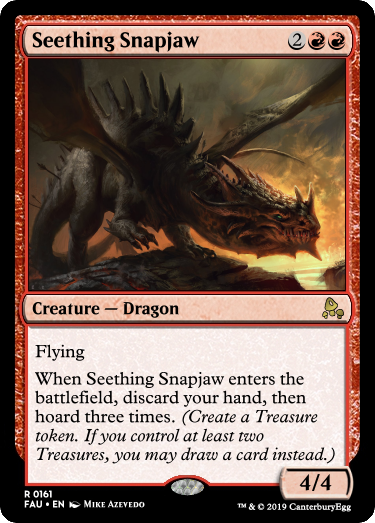 Seething Snapjaw 2
Creature — Dragon
Flying
When Seething Snapjaw enters the
battlefield, discard your hand, then
hoard three times. (Create a Treasure
token. If you control at least two
Treasures, you may draw a card instead.)
4/4
R 0161
FAU • EN Mike Azevedo
™ & © 2019 CanterburyEgg